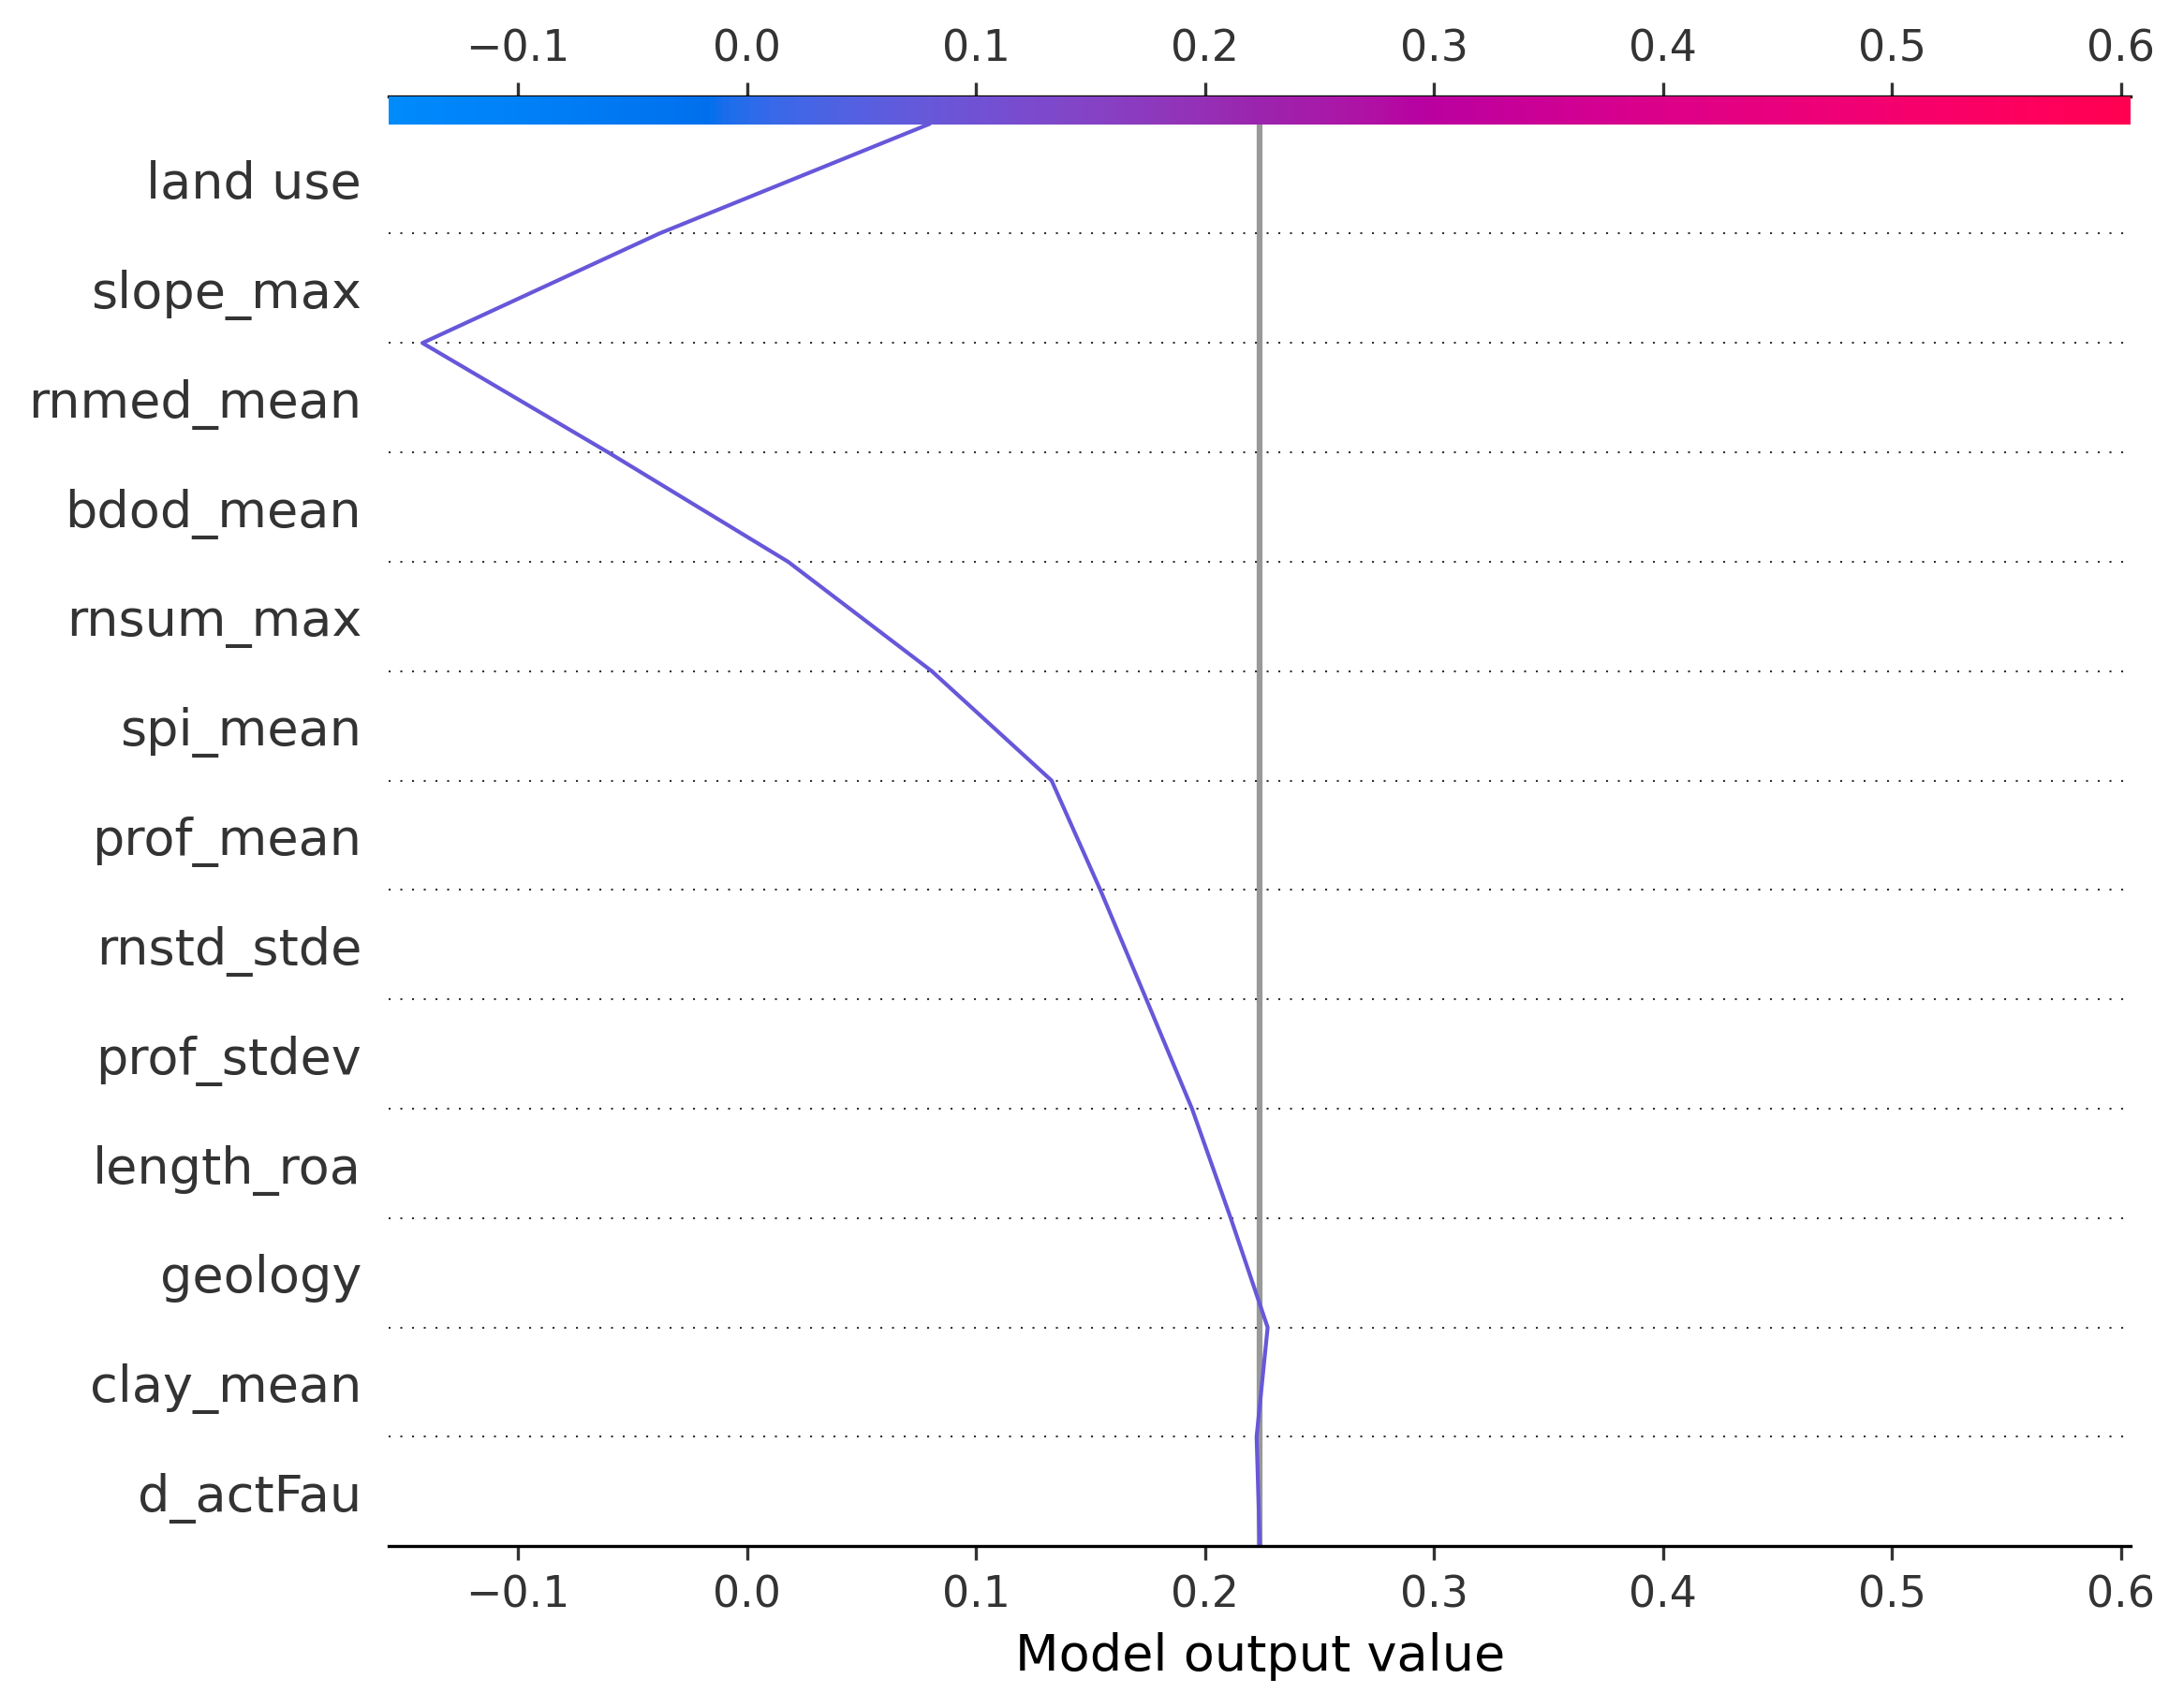 −0.1 0.0 0.1 0.2 0.3 0.4 0.5 0.6
land use
slope_max
rnmed_mean
bdod_mean
rnsum_max
spi_mean
prof_mean
rnstd_stde
prof_stdev
length_roa
geology
clay_mean
d_actFau
−0.1 0.0 0.1 0.2 0.3 0.4 0.5 0.6
Model output value